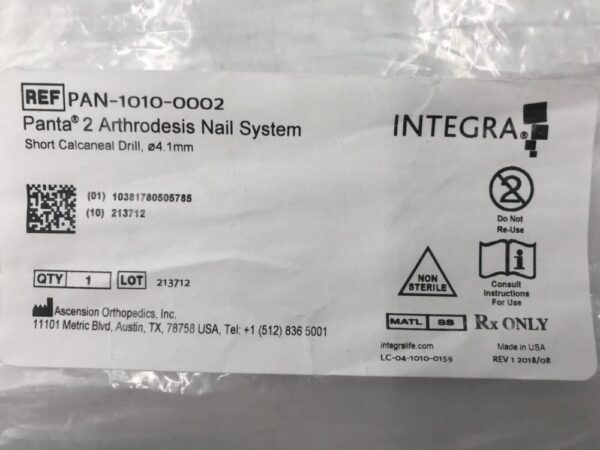 REF PAN-1010-0002
Panta® 2 Arthrodesis Nail System
Short Calcaneal Drill, ø4.1mm
INTEGRA®
(01) 10381780505785
(10) 213712
2
Do Not
Re-Use
QTY 1 LOT 213712
NON
STERILE
i
Consult
Instructions
For Use
Ascension Orthopedics, Inc.
11101 Metric Blvd, Austin, TX, 78758 USA, Tel: +1 (512) 836 5001
MATL SS Rx ONLY
integralife.com
LC-04-1010-0159
Made in USA
REV 1 2018/08